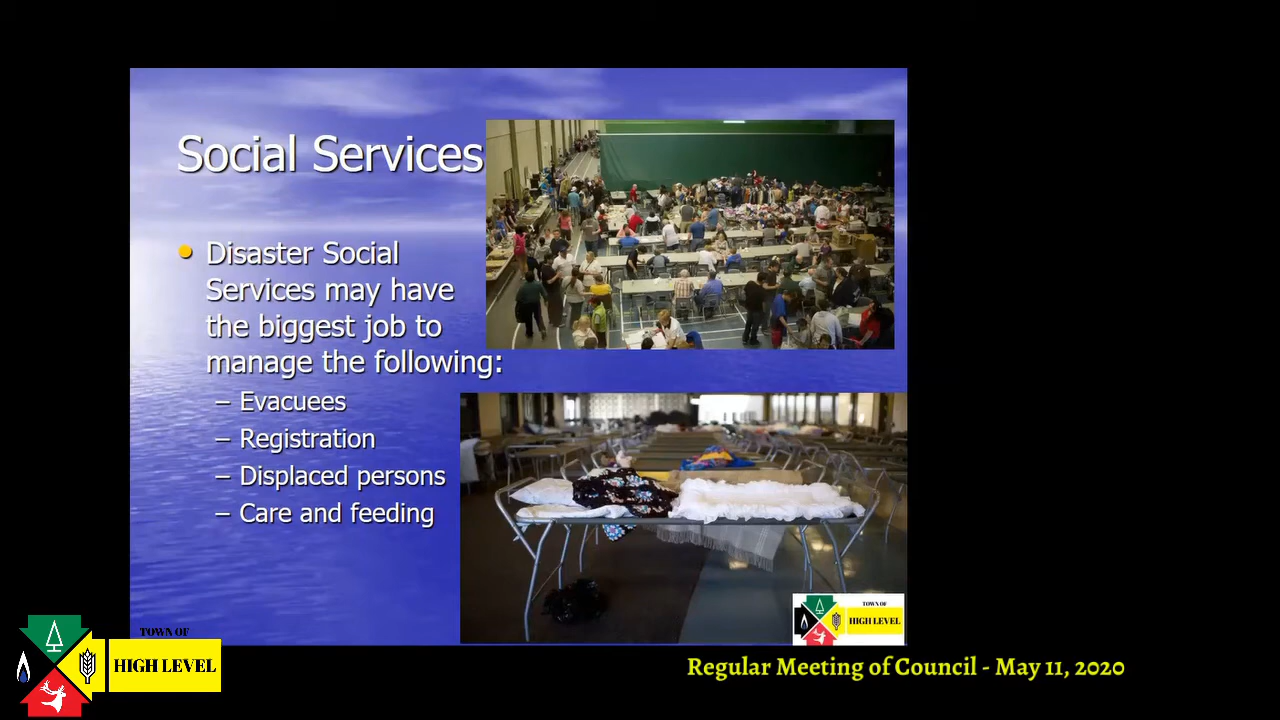 Social Services
Disaster Social
Services may have
the biggest job to
manage the following:
– Evacuees
– Registration
– Displaced persons
– Care and feeding
TOWN OF
HIGH LEVEL
TOWN OF
HIGH LEVEL
Regular Meeting of Council - May 11, 2020